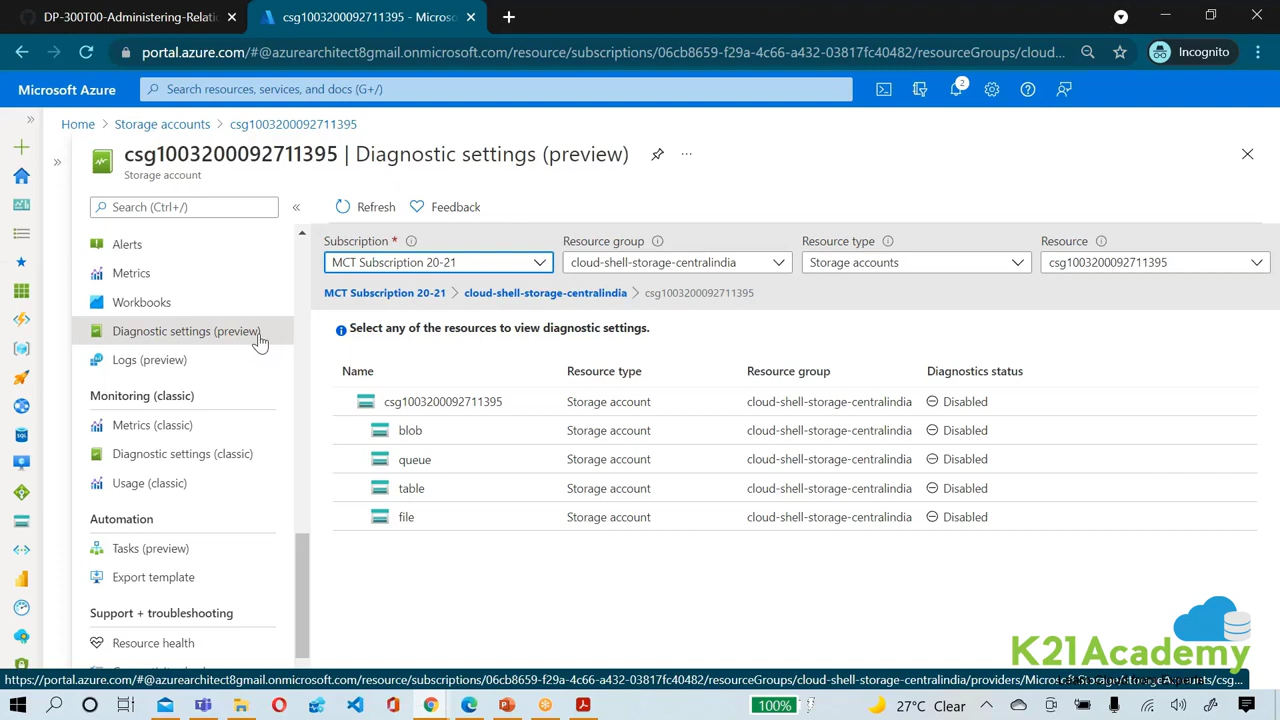 DP-300T00-Administering-Relati
csg1003200092711395 - Microso
portal.azure.com/#@azurearchitect8gmail.onmicrosoft.com/resource/subscriptions/06cb8659-f29a-4c66-a432-03817fc40482/resourceGroups/cloud...
Incognito
Microsoft Azure
Search resources, services, and docs (G+/)
2
Home > Storage accounts > csg1003200092711395
csg1003200092711395 | Diagnostic settings (preview)
Storage account
Search (Ctrl+/)
Refresh
Feedback
Alerts
Metrics
Workbooks
Diagnostic settings (preview)
Logs (preview)
Monitoring (classic)
Metrics (classic)
Diagnostic settings (classic)
Usage (classic)
Automation
Tasks (preview)
Export template
Support + troubleshooting
Resource health
Subscription *
Resource group
Resource type
Resource
MCT Subscription 20-21
cloud-shell-storage-centralindia
Storage accounts
csg1003200092711395
MCT Subscription 20-21 > cloud-shell-storage-centralindia > csg1003200092711395
Select any of the resources to view diagnostic settings.
Name Resource type Resource group Diagnostics status
csg1003200092711395 Storage account cloud-shell-storage-centralindia Disabled
blob Storage account cloud-shell-storage-centralindia Disabled
queue Storage account cloud-shell-storage-centralindia Disabled
table Storage account cloud-shell-storage-centralindia Disabled
file Storage account cloud-shell-storage-centralindia Disabled
K21Academy
https://portal.azure.com/#@azurearchitect8gmail.onmicrosoft.com/resource/subscriptions/06cb8659-f29a-4c66-a432-03817fc40482/resourceGroups/cloud-shell-storage-centralindia/providers/Micros
100%
27°C Clear